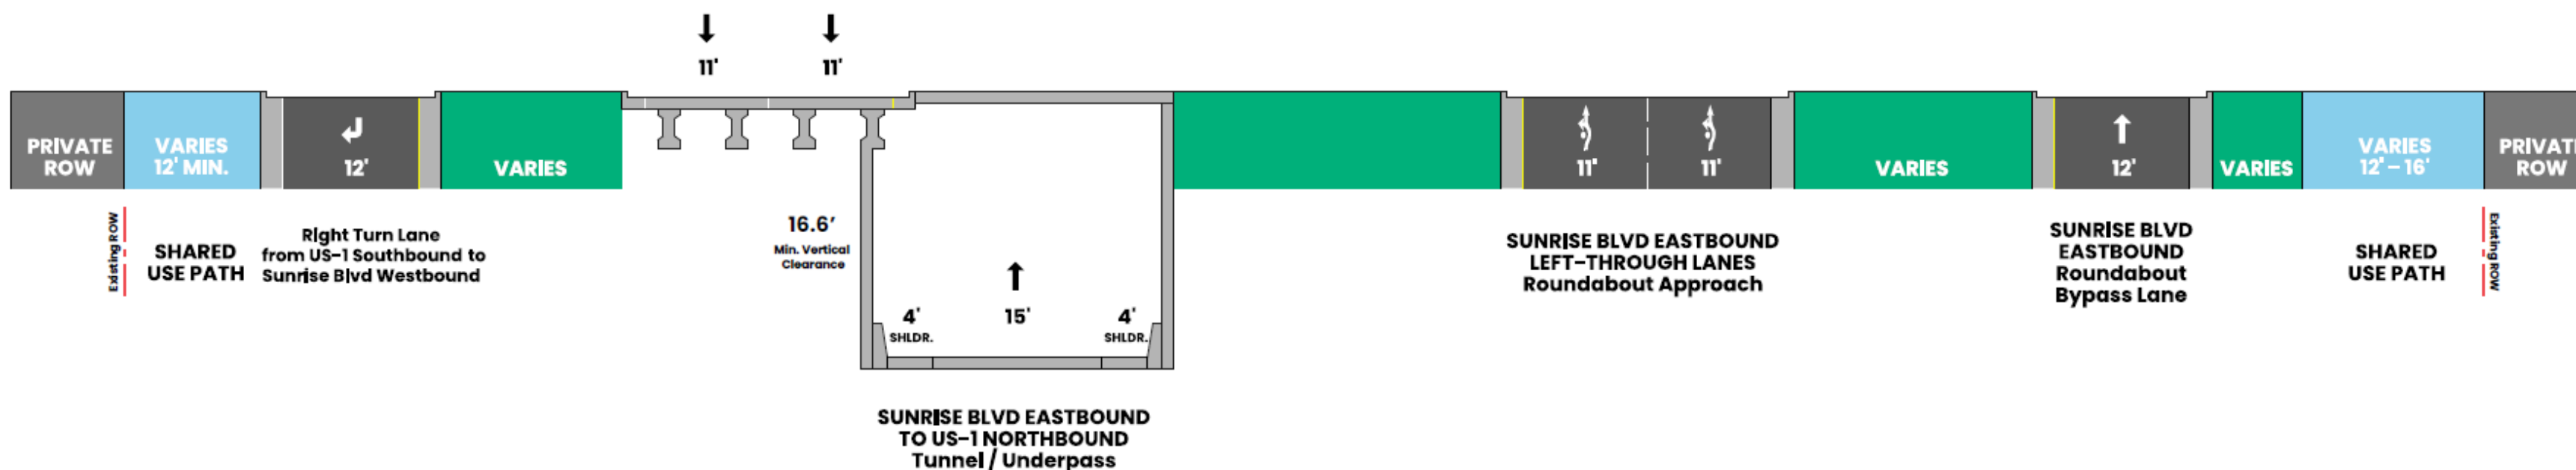 11'
11'
PRIVATE
ROW
VARIES
12' MIN.
12'
VARIES
11'
11'
VARIES
12'
VARIES
VARIES
12' – 16'
ROW
Existing ROW
SHARED
USE PATH
Right Turn Lane
from US-1 Southbound to
Sunrise Blvd Westbound
16.6'
Min. Vertical
Clearance
4'
SHLDR.
15'
4'
SHLDR.
SUNRISE BLVD EASTBOUND
TO US-1 NORTHBOUND
Tunnel / Underpass
SUNRISE BLVD EASTBOUND
LEFT-THROUGH LANES
Roundabout Approach
SUNRISE BLVD
EASTBOUND
Roundabout
Bypass Lane
SHARED
USE PATH
Existing ROW